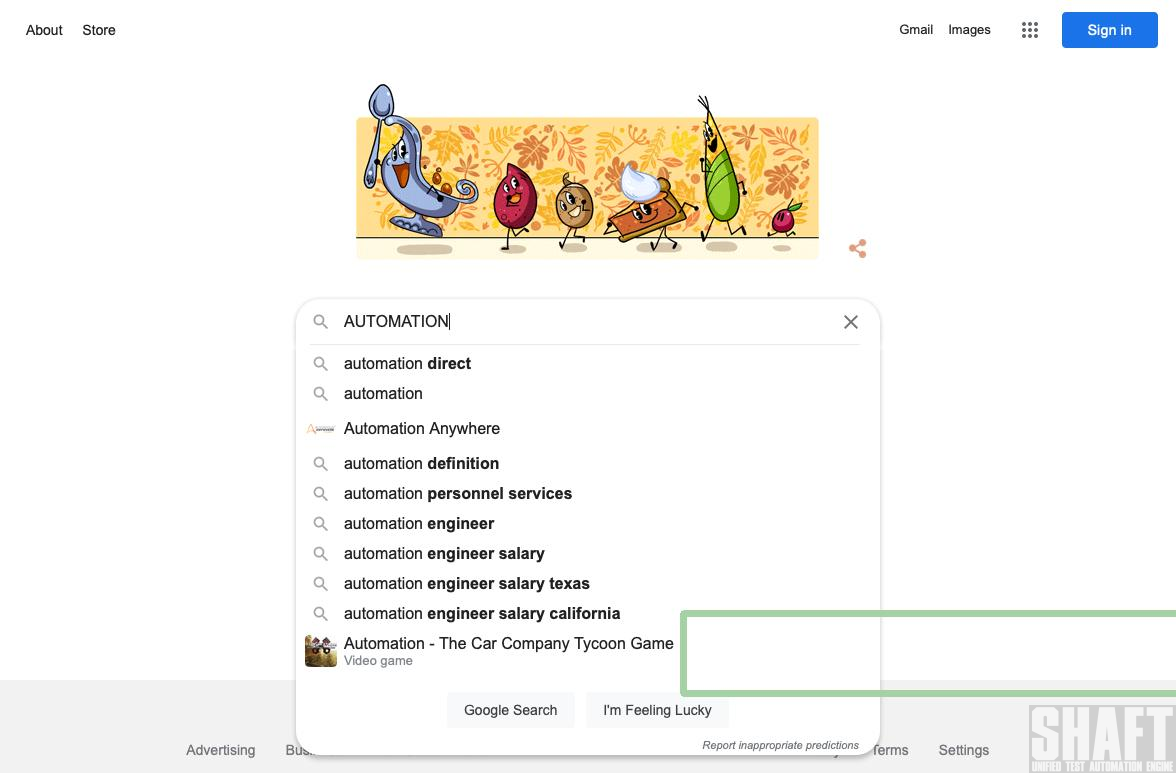 About Store
Gmail Images Sign in
AUTOMATION
automation direct
automation
Automation Anywhere
automation definition
automation personnel services
automation engineer
automation engineer salary
automation engineer salary texas
automation engineer salary california
Automation - The Car Company Tycoon Game
Video game
Google Search I'm Feeling Lucky
Report inappropriate predictions
Advertising Terms Settings
SHAFT
UNIFIED TEST AUTOMATION ENGINE